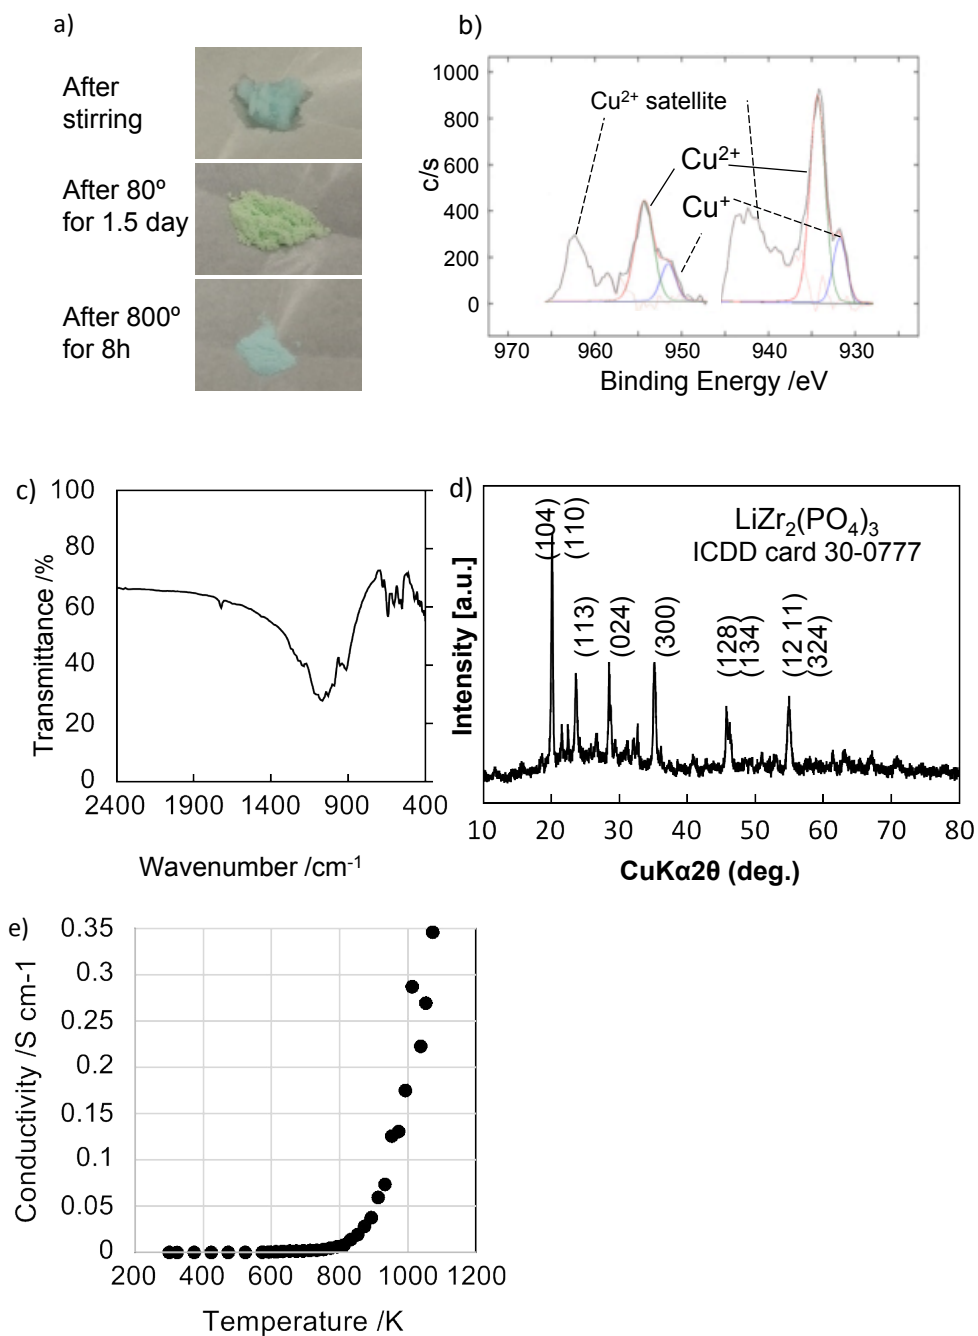 a)
After
stirring
After 80º
for 1.5 day
After 800º
for 8h
b)
c/s
1000
800
600
400
200
0
Cu²⁺ satellite
Cu²⁺
Cu⁺
970 960 950 940 930
Binding Energy /eV
c)
Transmittance /%
100
80
60
40
20
0
2400 1900 1400 900 400
Wavenumber /cm⁻¹
d)
Intensity [a.u.]
LiZr₂(PO₄)₃
ICDD card 30-0777
(104)
(110)
(113)
(024)
(300)
(128)
(134)
(12 11)
(324)
10 20 30 40 50 60 70 80
CuKα2θ (deg.)
e)
Conductivity /S cm-1
0.35
0.3
0.25
0.2
0.15
0.1
0.05
0
200 400 600 800 1000 1200
Temperature /K